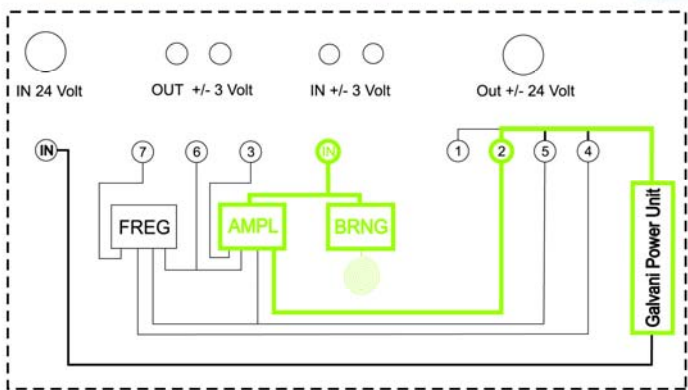 IN 24 Volt
OUT +/- 3 Volt
IN +/- 3 Volt
Out +/- 24 Volt
IN
7
6
3
IN
1
2
5
4
FREG
AMPL
BRNG
Galvani Power Unit